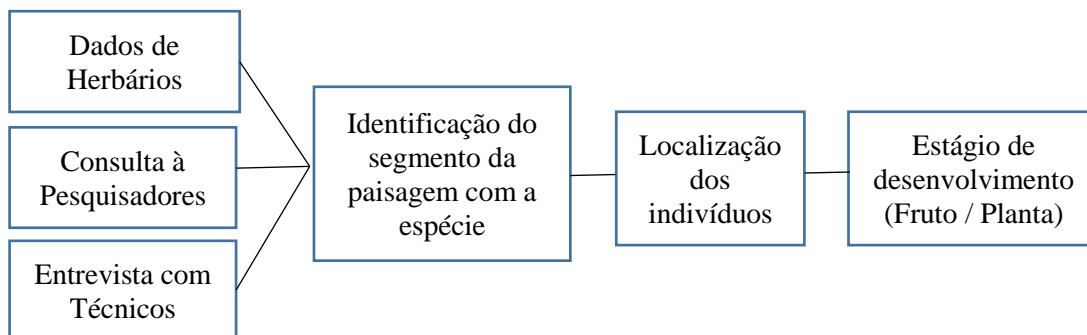 Dados de
Herbários
Consulta à
Pesquisadores
Entrevista com
Técnicos
Identificação do
segmento da
paisagem com a
espécie
Localização
dos
indivíduos
Estágio de
desenvolvimento
(Fruto / Planta)